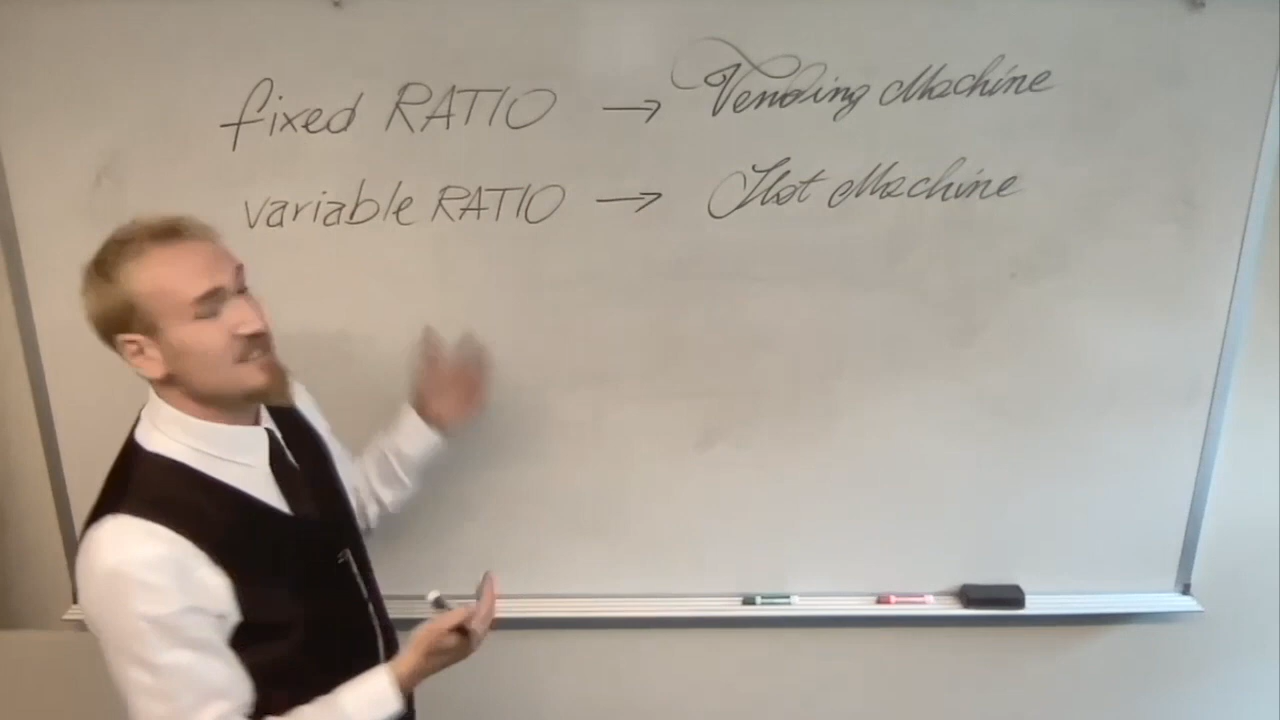 fixed RATIO → Vending Machine
variable RATIO → Slot Machine